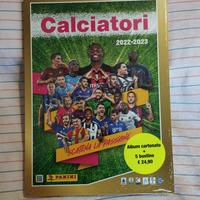 Calciatori
2022-2023
SCATENA LA PASSIONE
Album cartonato
+
5 bustine
€ 24,90
PANINI